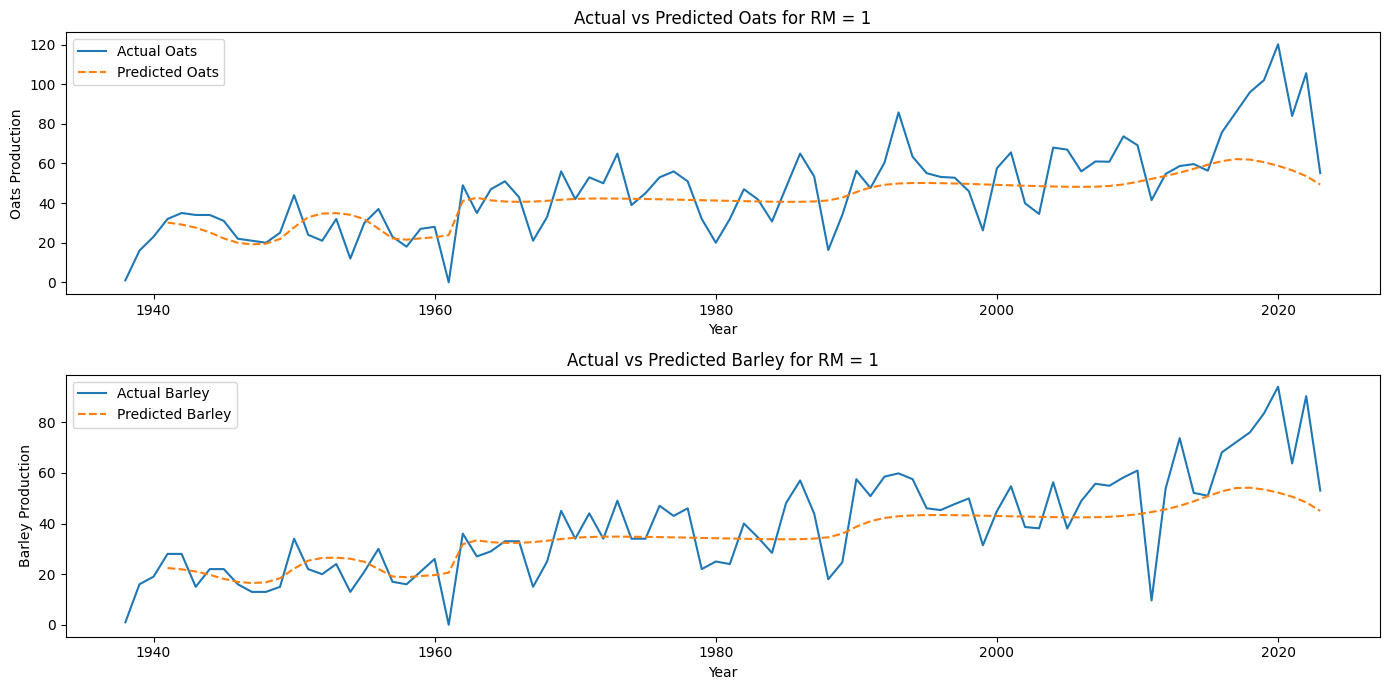 Actual vs Predicted Oats for RM = 1
Actual Oats
Predicted Oats
Oats Production
120
100
80
60
40
20
0
1940 1960 1980 2000 2020
Year
Actual vs Predicted Barley for RM = 1
Actual Barley
Predicted Barley
Barley Production
80
60
40
20
0
1940 1960 1980 2000 2020
Year